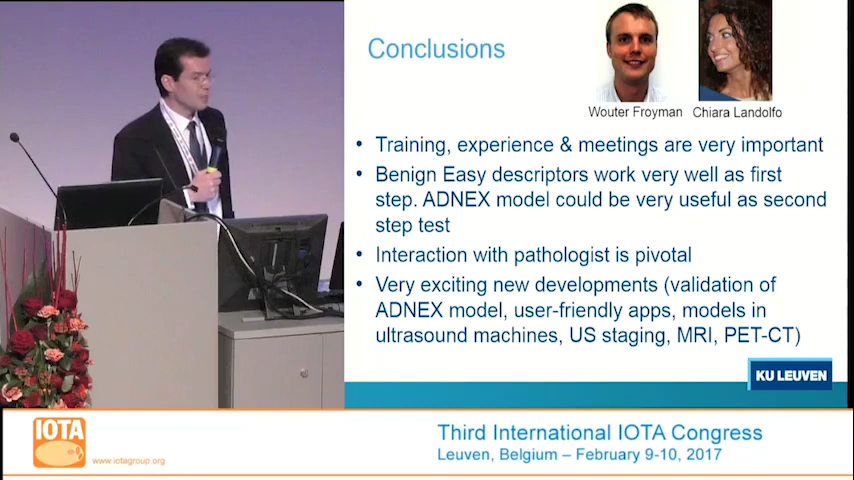 Conclusions
Wouter Froyman
Chiara Landolfo
• Training, experience & meetings are very important
• Benign Easy descriptors work very well as first
step. ADNEX model could be very useful as second
step test
• Interaction with pathologist is pivotal
• Very exciting new developments (validation of
ADNEX model, user-friendly apps, models in
ultrasound machines, US staging, MRI, PET-CT)
KU LEUVEN
IOTA
www.iotagroup.org
Third International IOTA Congress
Leuven, Belgium – February 9-10, 2017